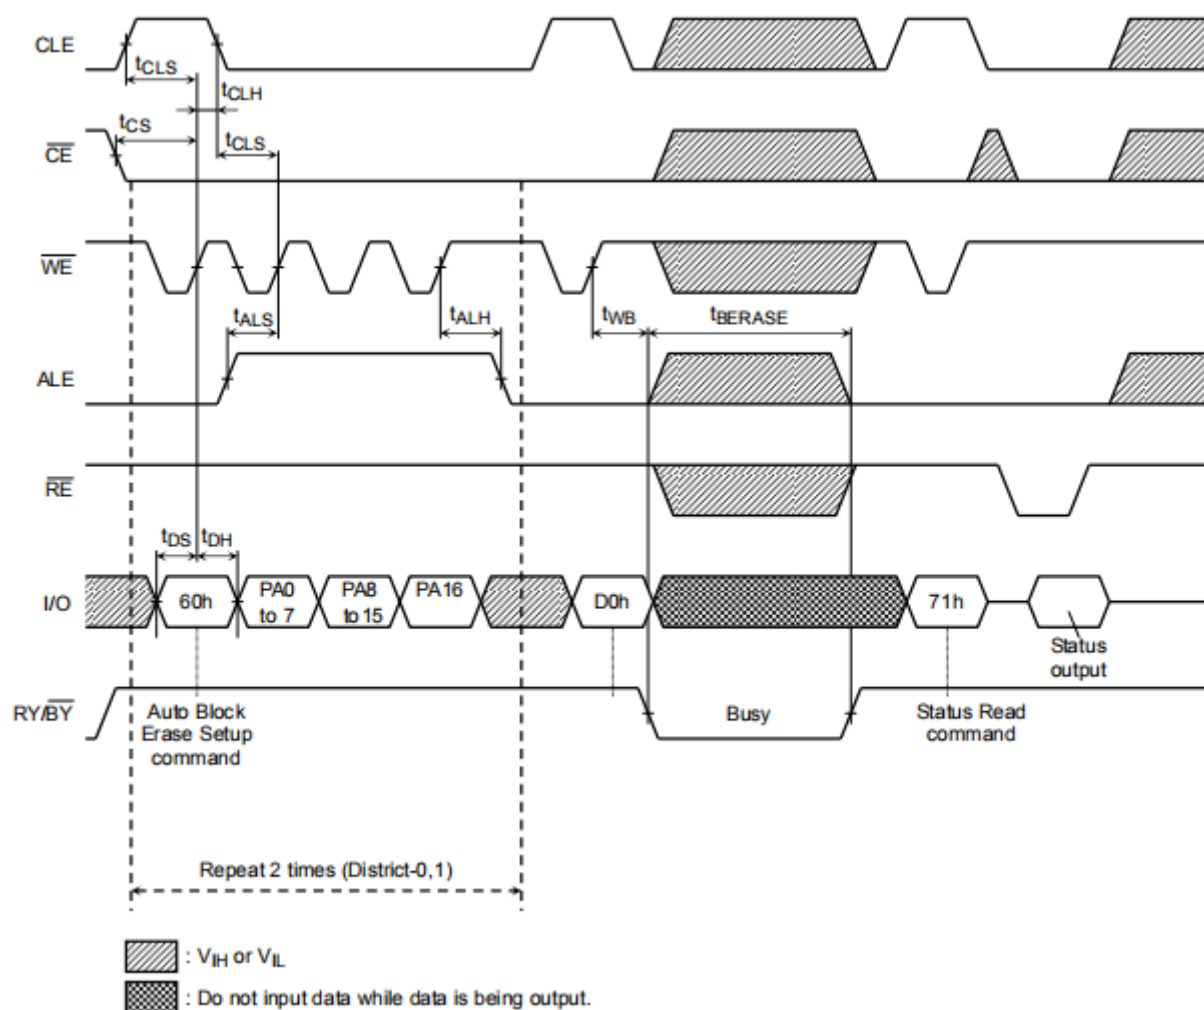 CLE
tCLS
tCLH
tCS
tCLS
CE
WE
tALS
tALH
tWB
tBERASE
ALE
RE
tDS
tDH
I/O
60h
PA0
to 7
PA8
to 15
PA16
D0h
71h
Status
output
RY/BY
Auto Block
Erase Setup
command
Busy
Status Read
command
Repeat 2 times (District-0,1)
: VIH or VIL
: Do not input data while data is being output.